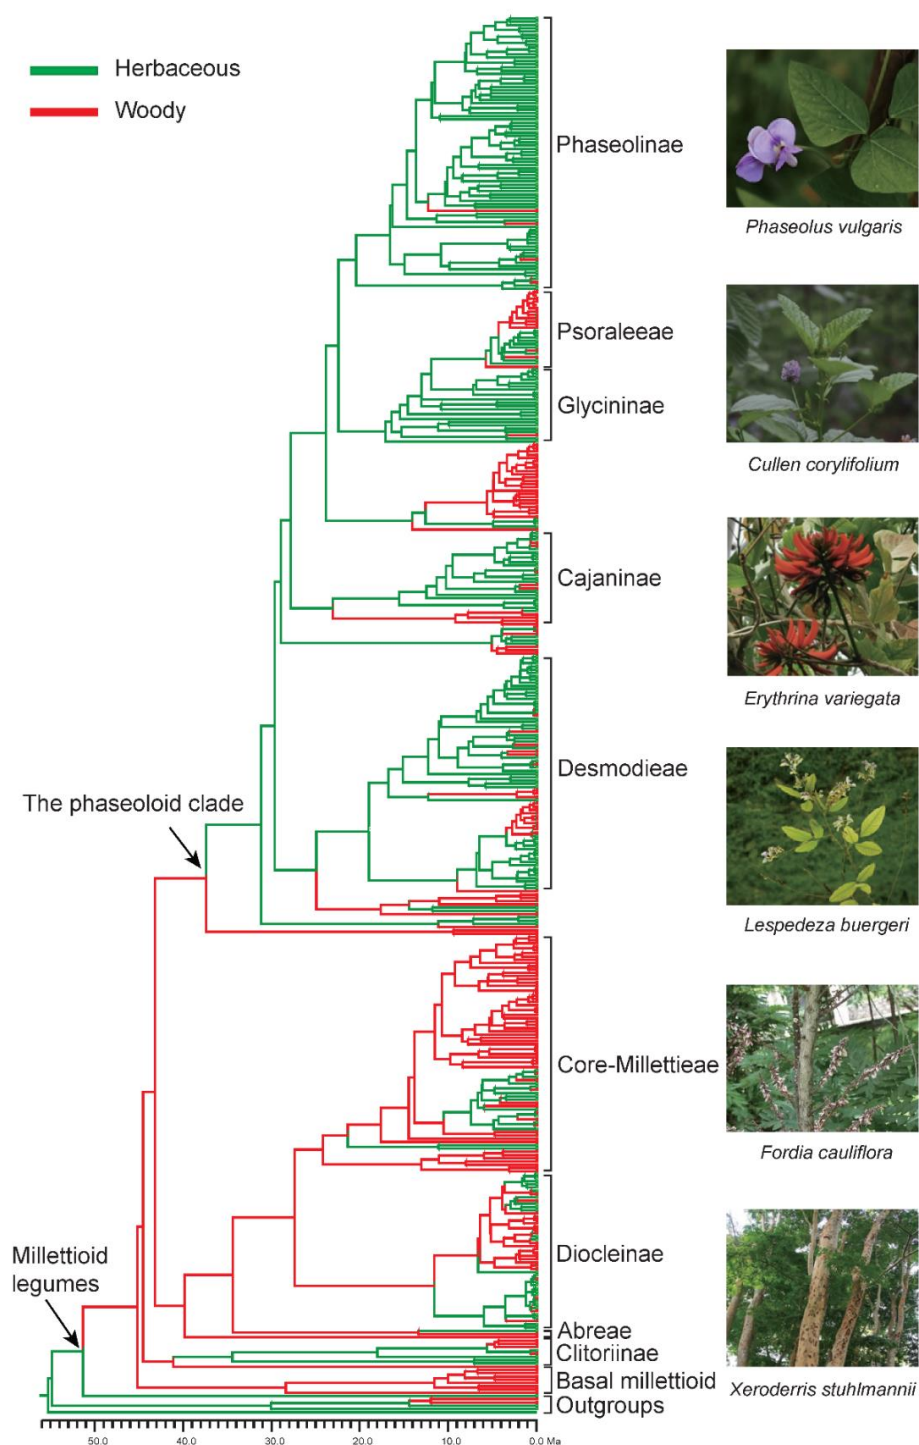 Herbaceous
Woody
Phaseolinae
Phaseolus vulgaris
Psoraleeae
Glycininae
Cullen corylifolium
Cajaninae
Erythrina variegata
Desmodieae
The phaseoloid clade
Lespedeza buergeri
Core-Millettieae
Fordia cauliflora
Millettioid
legumes
Diocleinae
Abreae
Clitoriinae
Basal millettioid
Xeroderris stuhlmannii
Outgroups
50.0 40.0 30.0 20.0 10.0 0.0 Ma